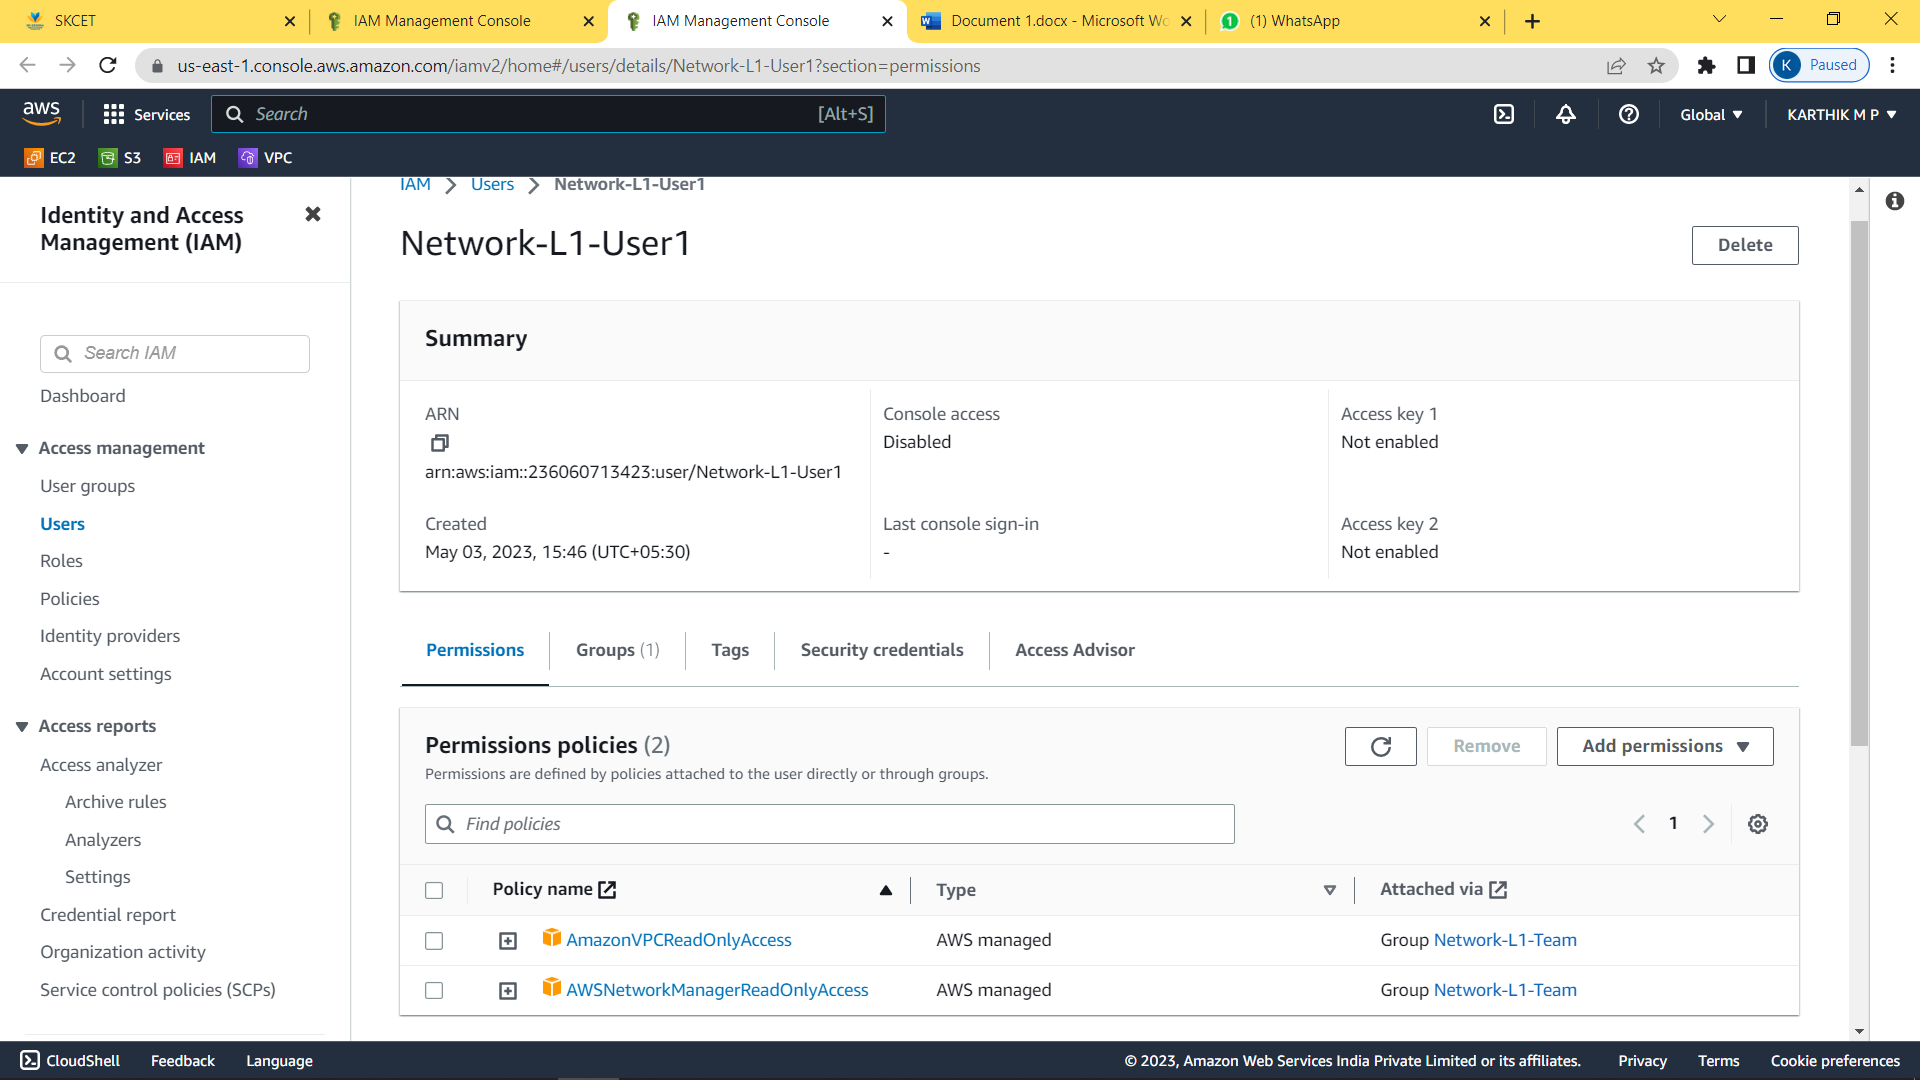 SKCET
IAM Management Console
IAM Management Console
Document 1.docx - Microsoft Wo
1
(1) WhatsApp
us-east-1.console.aws.amazon.com/iamv2/home#/users/details/Network-L1-User1?section=permissions
K
Paused
aws
Services
Search
[Alt+S]
Global
KARTHIK M P
EC2
S3
IAM
VPC
Identity and Access
Management (IAM)
Search IAM
Dashboard
Access management
User groups
Users
Roles
Policies
Identity providers
Account settings
Access reports
Access analyzer
Archive rules
Analyzers
Settings
Credential report
Organization activity
Service control policies (SCPs)
IAM
Users
Network-L1-User1
Network-L1-User1
Delete
Summary
ARN
arn:aws:iam::236060713423:user/Network-L1-User1
Console access
Disabled
Access key 1
Not enabled
Created
May 03, 2023, 15:46 (UTC+05:30)
Last console sign-in
-
Access key 2
Not enabled
Permissions
Groups (1)
Tags
Security credentials
Access Advisor
Permissions policies (2)
Permissions are defined by policies attached to the user directly or through groups.
Remove
Add permissions
Find policies
1
Policy name
Type
Attached via
AmazonVPCReadOnlyAccess
AWS managed
Group Network-L1-Team
AWSNetworkManagerReadOnlyAccess
AWS managed
Group Network-L1-Team
CloudShell
Feedback
Language
© 2023, Amazon Web Services India Private Limited or its affiliates.
Privacy
Terms
Cookie preferences